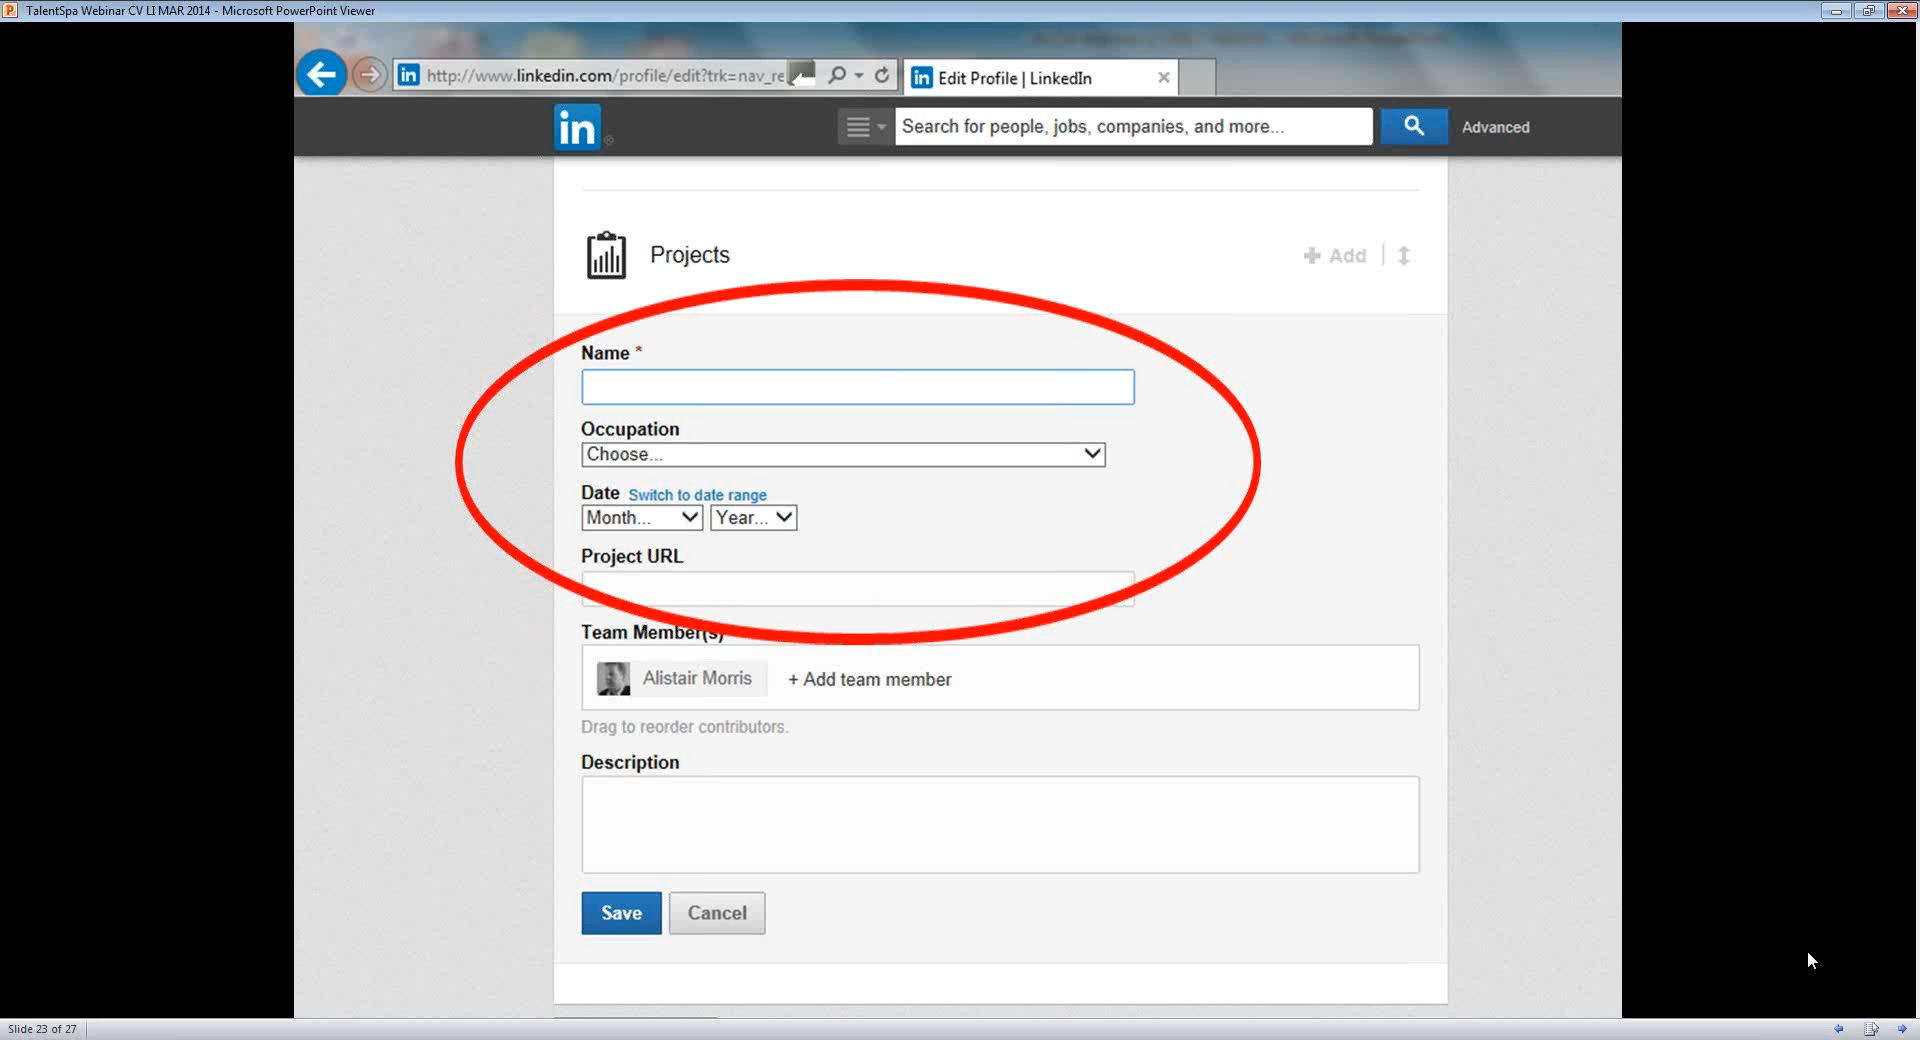 TalentSpa Webinar CV LI MAR 2014 - Microsoft PowerPoint Viewer
in http://www.linkedin.com/profile/edit?trk=nav_re
in Edit Profile | LinkedIn
in
Search for people, jobs, companies, and more...
Advanced
Projects
Add
Name *
Occupation
Choose...
Date Switch to date range
Month... Year...
Project URL
Team Member(s)
Alistair Morris + Add team member
Drag to reorder contributors.
Description
Save Cancel
Slide 23 of 27